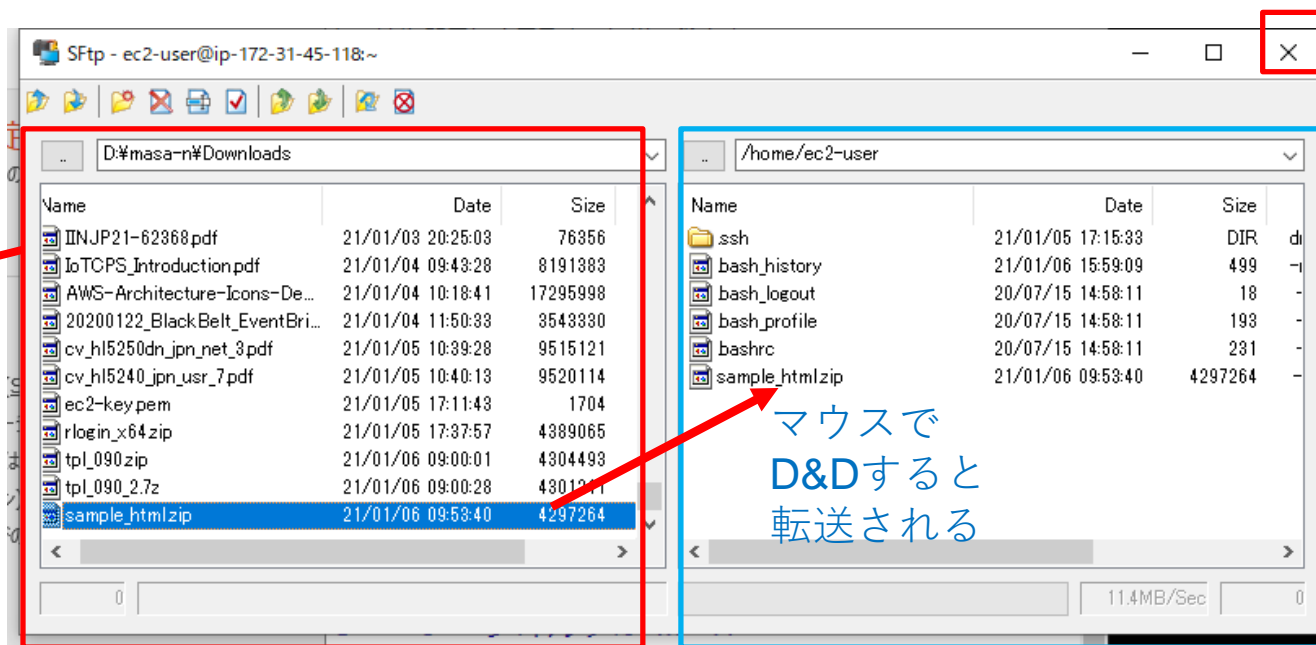 SFtp - ec2-user@ip-172-31-45-118:~
.. D:¥masa-n¥Downloads
.. /home/ec2-user
Name Date Size
IINJP21-62368.pdf 21/01/03 20:25:03 76356
IoTCPS_Introduction.pdf 21/01/04 09:43:28 8191383
AWS-Architecture-Icons-De... 21/01/04 10:18:41 17295998
20200122_BlackBelt_EventBri... 21/01/04 11:50:33 3543330
cv_hl5250dn_jpn_net_3.pdf 21/01/05 10:39:28 9515121
cv_hl5240_jpn_usr_7.pdf 21/01/05 10:40:13 9520114
ec2-key.pem 21/01/05 17:11:43 1704
rlogin_x64.zip 21/01/05 17:37:57 4389065
tpl_090.zip 21/01/06 09:00:01 4304493
tpl_090_2.7z 21/01/06 09:00:28
sample_html.zip 21/01/06 09:53:40 4297264
Name Date Size
.ssh 21/01/05 17:15:33 DIR
.bash_history 21/01/06 15:59:09 499
.bash_logout 20/07/15 14:58:11 18
.bash_profile 20/07/15 14:58:11 193
.bashrc 20/07/15 14:58:11 231
sample_html.zip 21/01/06 09:53:40 4297264
マウスで
D&Dすると
転送される
0
11.4MB/Sec 0